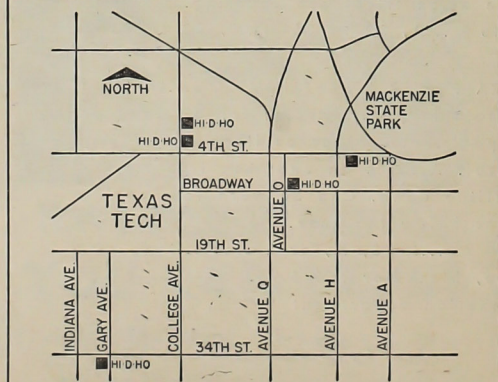 NORTH
MACKENZIE
STATE
PARK
HI·D·HO
HI·D·HO
4TH ST.
HI·D·HO
BROADWAY
HI·D·HO
TEXAS
TECH
AVENUE O
19TH ST.
INDIANA AVE.
GARY AVE.
COLLEGE AVE.
AVENUE Q
AVENUE H
AVENUE A
34TH ST.
HI·D·HO